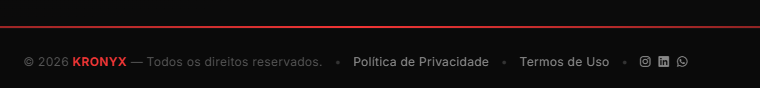 © 2026 KRONYX — Todos os direitos reservados. • Política de Privacidade • Termos de Uso •